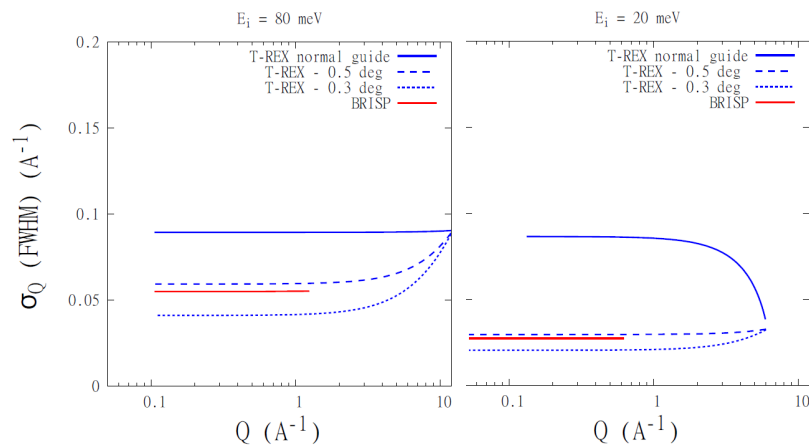 E_i = 80 meV
E_i = 20 meV
σ_Q (FWHM) (A^-1)
0.2
0.15
0.1
0.05
0
T-REX normal guide
T-REX - 0.5 deg
T-REX - 0.3 deg
BRISP
T-REX normal guide
T-REX - 0.5 deg
T-REX - 0.3 deg
BRISP
0.1
1
10
0.1
1
10
Q (A^-1)
Q (A^-1)